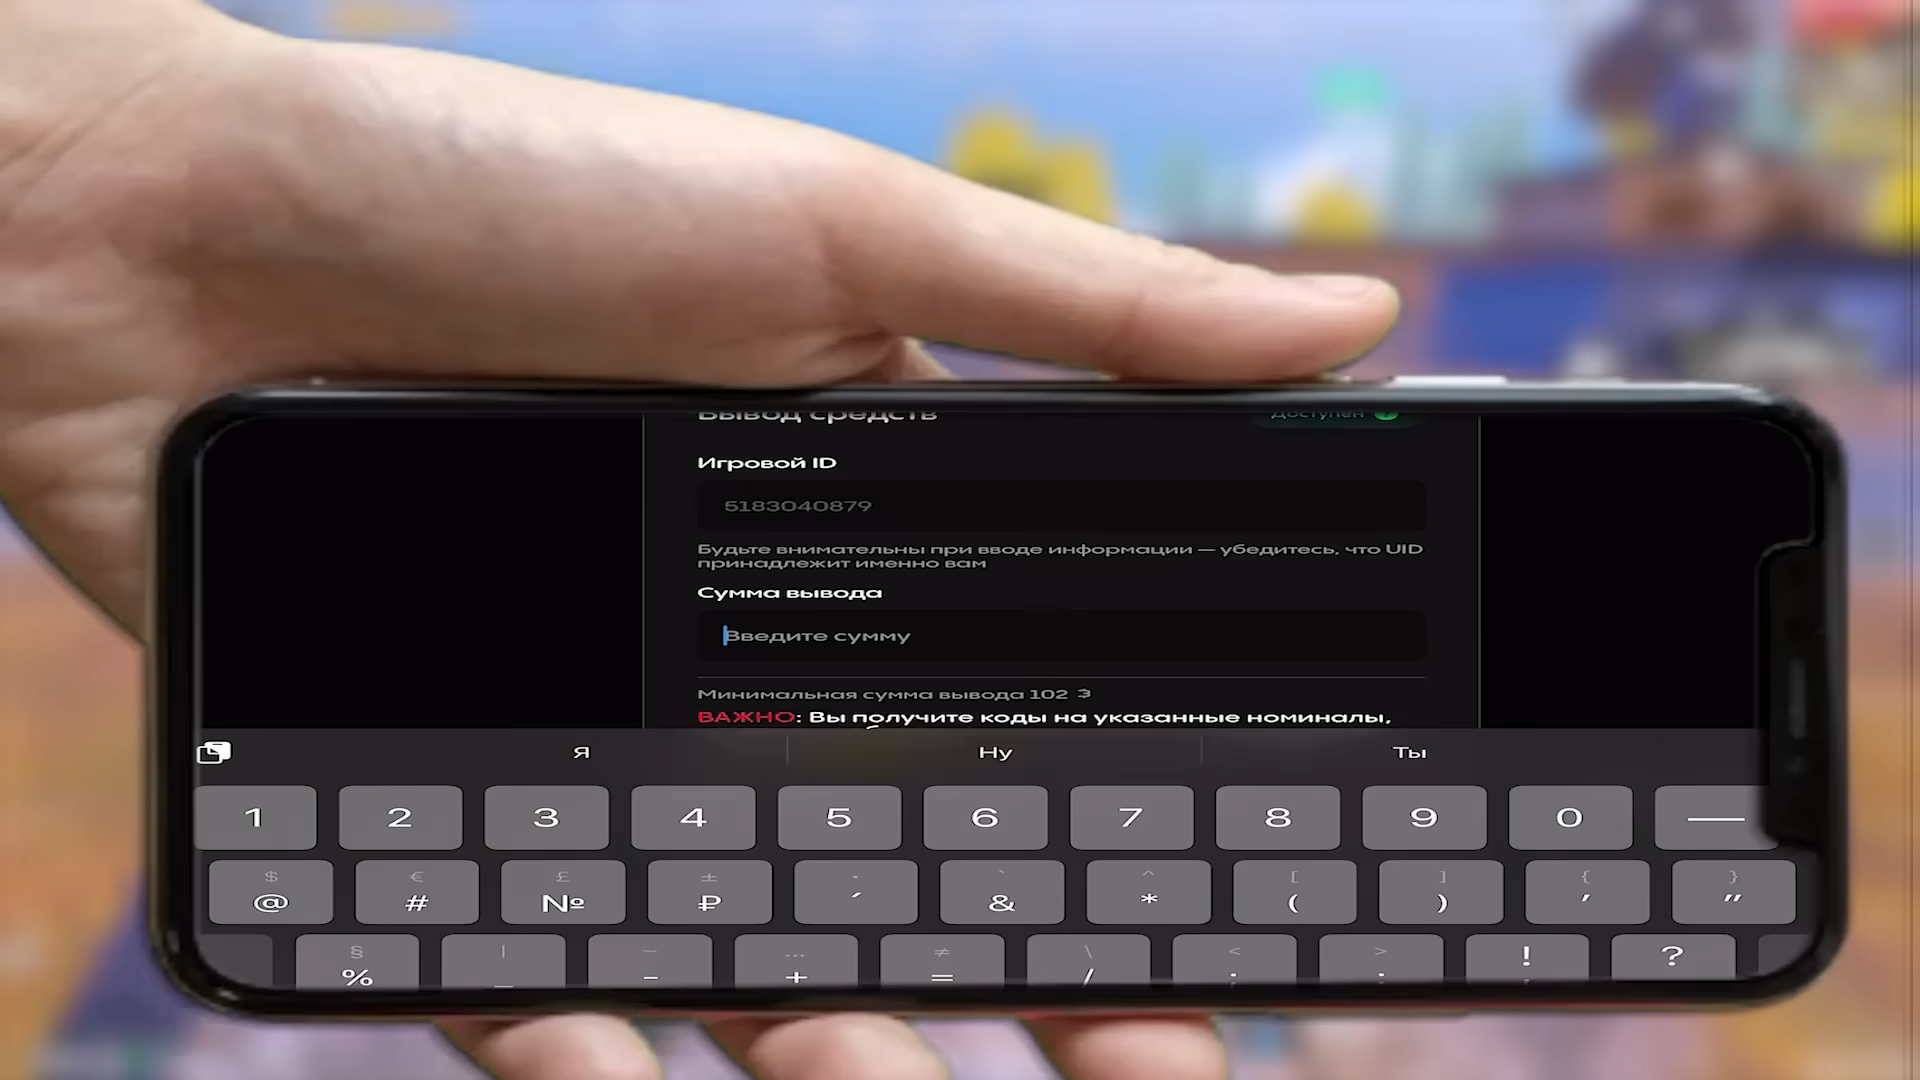 Вывод средств
Доступен
Игровой ID
5183040879
Будьте внимательны при вводе информации — убедитесь, что UID
принадлежит именно вам
Сумма вывода
Введите сумму
Минимальная сумма вывода 102
ВАЖНО: Вы получите коды на указанные номиналы,
Я Ну Ты
1 2 3 4 5 6 7 8 9 0 —
$ € £ ± · ` ^ [ ] { }
@ # № ₽ ´ & * ( ) ′ ″
§ | ~ … ≠ \ < > ! ?
% _ - + = / ; :